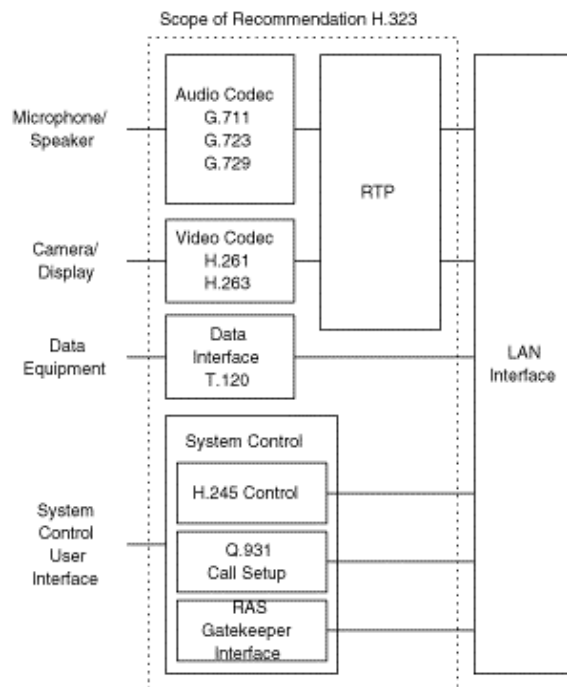 Scope of Recommendation H.323
Microphone/
Speaker
Audio Codec
G.711
G.723
G.729
RTP
Camera/
Display
Video Codec
H.261
H.263
Data
Equipment
Data
Interface
T.120
LAN
Interface
System
Control
User
Interface
System Control
H.245 Control
Q.931
Call Setup
RAS
Gatekeeper
Interface